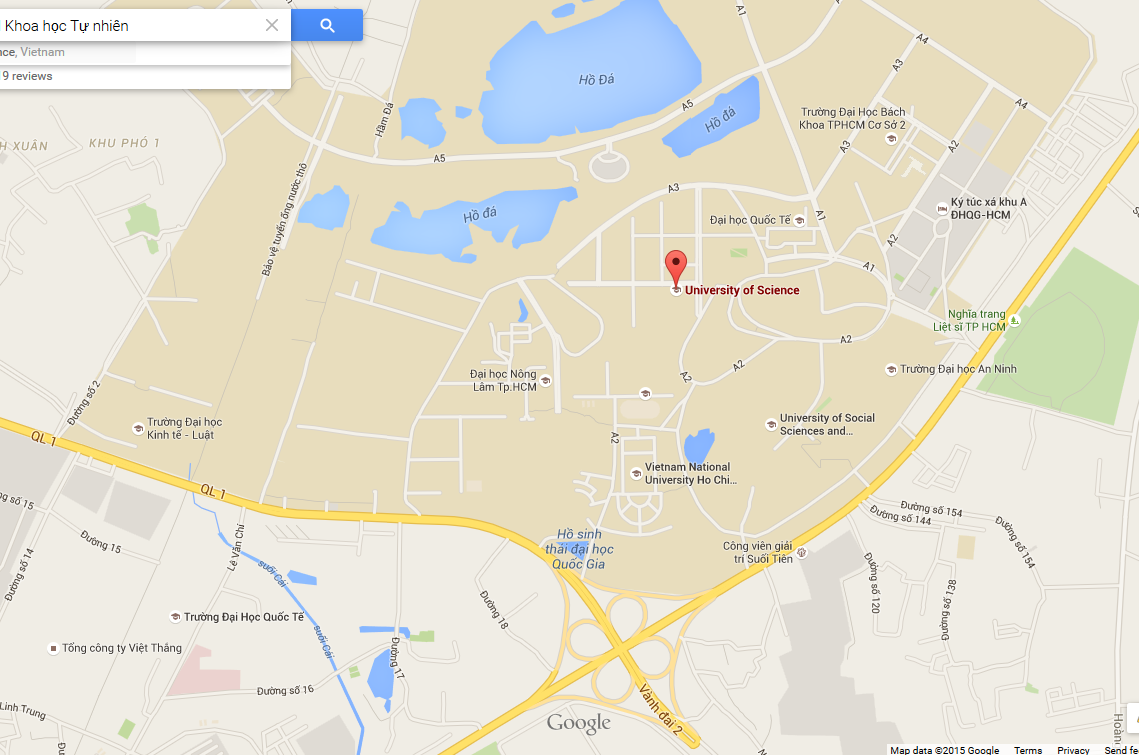 Khoa học Tự nhiên
nce, Vietnam
9 reviews
A1
A4
A3
Hồ Đá
A4
Hầm Đá
A5
Hồ đá
Trường Đại Học Bách
Khoa TPHCM Cơ Sở 2
H XUÂN
KHU PHỐ 1
A5
A3
A2
Bảo vệ tuyến ống nước thô
A3
Ký túc xá khu A
ĐHQG-HCM
Hồ đá
Đại học Quốc Tế
A1
A2
A1
University of Science
Nghĩa trang
Liệt sĩ TP HCM
A2
Đại học Nông
Lâm Tp.HCM
A2
A2
Trường Đại học An Ninh
Đường số 2
Trường Đại học
Kinh tế - Luật
University of Social
Sciences and...
QL 1
A2
Vietnam National
University Ho Chi...
QL 1
ng số 15
Đường số 154
Đường số 144
Đường số 154
Đường 15
Lê Văn Chí
Hồ sinh
thái đại học
Quốc Gia
Công viên giải
trí Suối Tiên
Đường số 14
suối Cái
Đường số 120
Đường số 138
Đường 18
Trường Đại Học Quốc Tế
suối Cái
Tổng công ty Việt Thắng
Đường 17
Đường số 16
Linh Trung
Vành đai 2
Google
Hoàng
Map data ©2015 Google
Terms
Privacy
Send fe